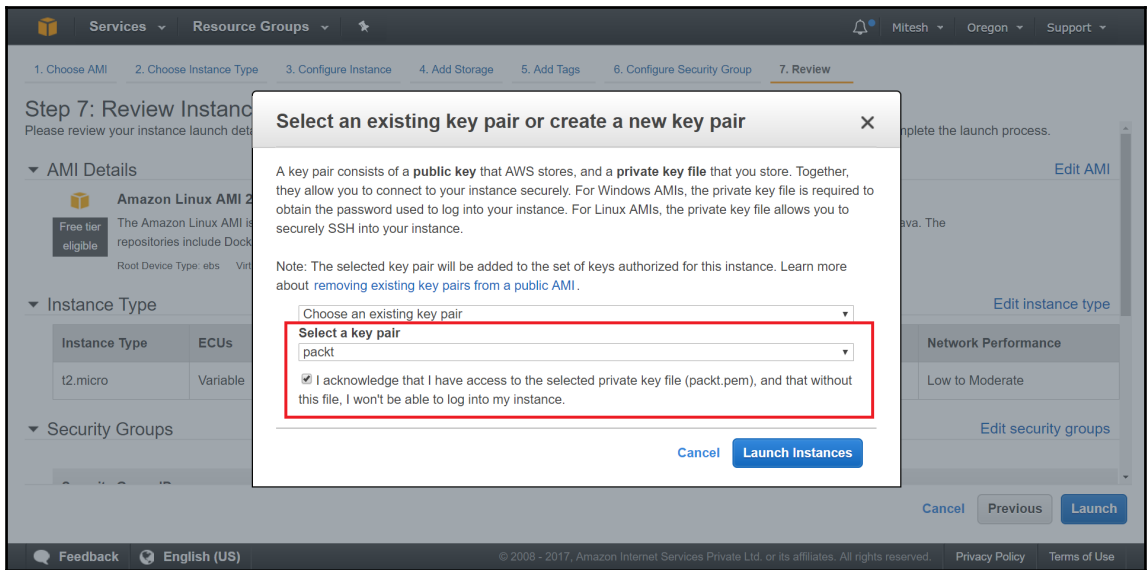 Services Resource Groups Mitesh Oregon Support
1. Choose AMI 2. Choose Instance Type 3. Configure Instance 4. Add Storage 5. Add Tags 6. Configure Security Group 7. Review
Step 7: Review Instanc
Please review your instance launch deta
mplete the launch process.
AMI Details
Edit AMI
Amazon Linux AMI 2
Free tier
eligible
The Amazon Linux AMI is
ava. The
repositories include Dock
Root Device Type: ebs Virt
Instance Type
Edit instance type
Instance Type ECUs Network Performance
t2.micro Variable Low to Moderate
Security Groups
Edit security groups
Select an existing key pair or create a new key pair
A key pair consists of a public key that AWS stores, and a private key file that you store. Together,
they allow you to connect to your instance securely. For Windows AMIs, the private key file is required to
obtain the password used to log into your instance. For Linux AMIs, the private key file allows you to
securely SSH into your instance.
Note: The selected key pair will be added to the set of keys authorized for this instance. Learn more
about removing existing key pairs from a public AMI.
Choose an existing key pair
Select a key pair
packt
I acknowledge that I have access to the selected private key file (packt.pem), and that without
this file, I won't be able to log into my instance.
Cancel Launch Instances
Cancel Previous Launch
Feedback English (US) © 2008 - 2017, Amazon Internet Services Private Ltd. or its affiliates. All rights reserved. Privacy Policy Terms of Use